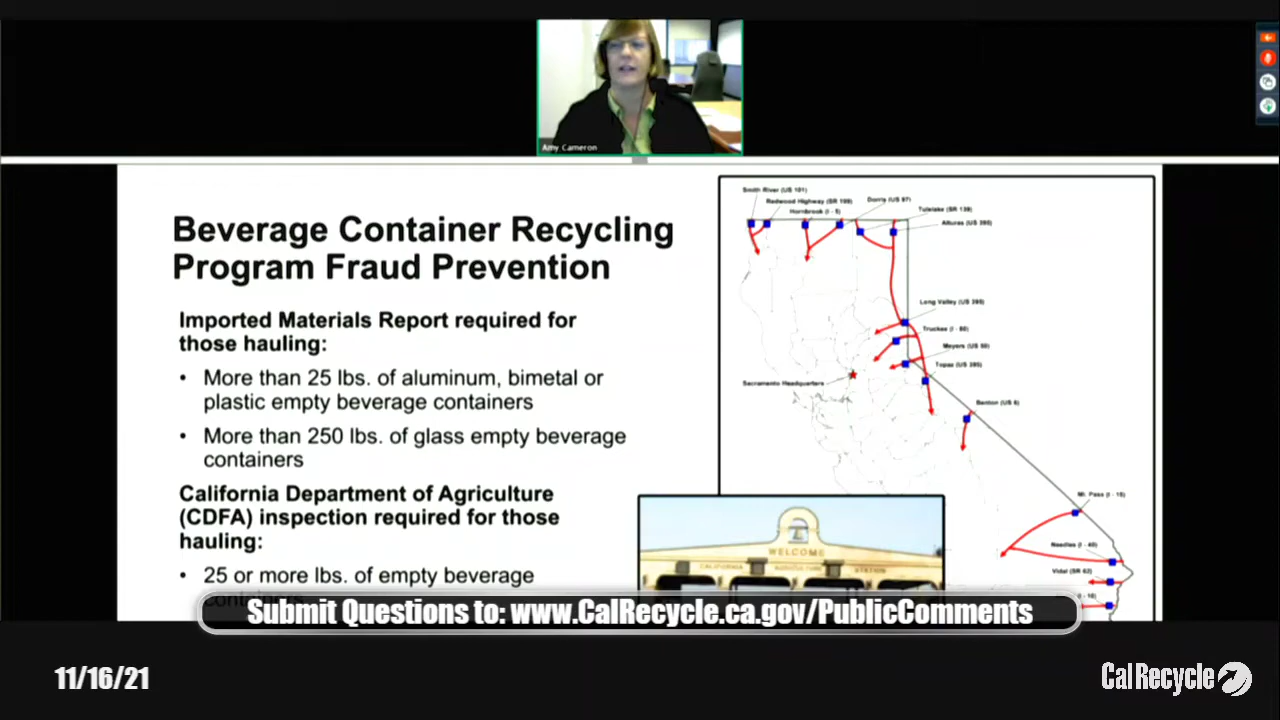 Amy Cameron
Beverage Container Recycling
Program Fraud Prevention
Imported Materials Report required for
those hauling:
• More than 25 lbs. of aluminum, bimetal or
plastic empty beverage containers
• More than 250 lbs. of glass empty beverage
containers
California Department of Agriculture
(CDFA) inspection required for those
hauling:
• 25 or more lbs. of empty beverage
containers
Smith River (US 101)
Redwood Highway (SR 199)
Hornbrook (I - 5)
Dorris (US 97)
Tulelake (SR 139)
Alturas (US 395)
Long Valley (US 395)
Truckee (I - 80)
Meyers (US 50)
Topaz (US 395)
Sacramento Headquarters
Benton (US 6)
Mt. Pass (I - 15)
Needles (I - 40)
Vidal (SR 62)
WELCOME
CALIFORNIA AGRICULTURE STATION
Submit Questions to: www.CalRecycle.ca.gov/PublicComments
11/16/21
CalRecycle